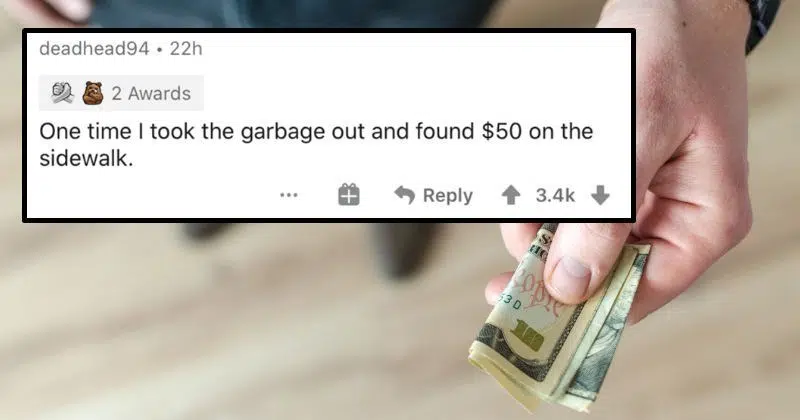 deadhead94 • 22h
2 Awards
One time I took the garbage out and found $50 on the
sidewalk.
... Reply 3.4k